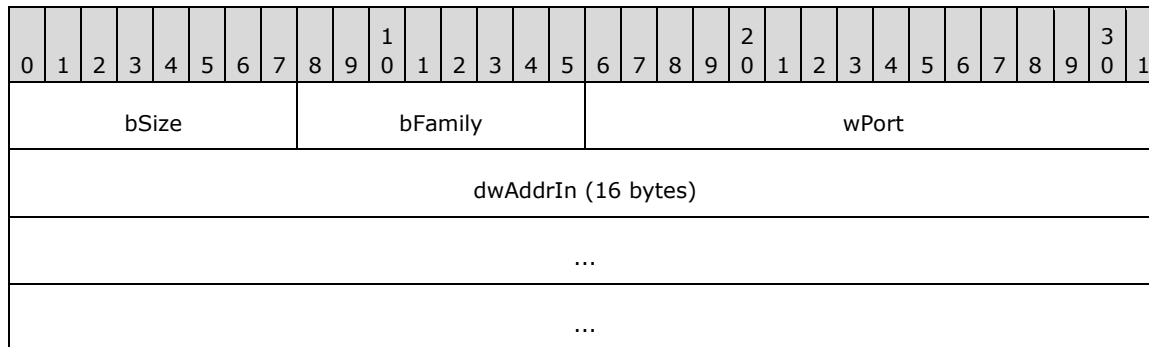 1 2 3
0 1 2 3 4 5 6 7 8 9 0 1 2 3 4 5 6 7 8 9 0 1 2 3 4 5 6 7 8 9 0 1
bSize bFamily wPort
dwAddrIn (16 bytes)
...
...